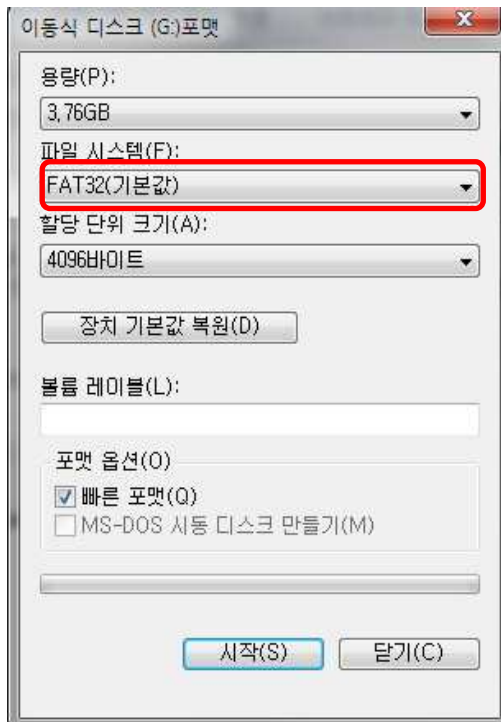 이동식 디스크 (G:)포맷
용량(P):
3,76GB
파일 시스템(F):
FAT32(기본값)
할당 단위 크기(A):
4096바이트
장치 기본값 복원(D)
볼륨 레이블(L):
포맷 옵션(O)
빠른 포맷(Q)
MS-DOS 시동 디스크 만들기(M)
시작(S)
닫기(C)